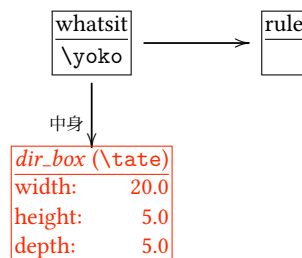 whatsit
\yoko
rule
中身
dir_box (\tate)
width: 20.0
height: 5.0
depth: 5.0